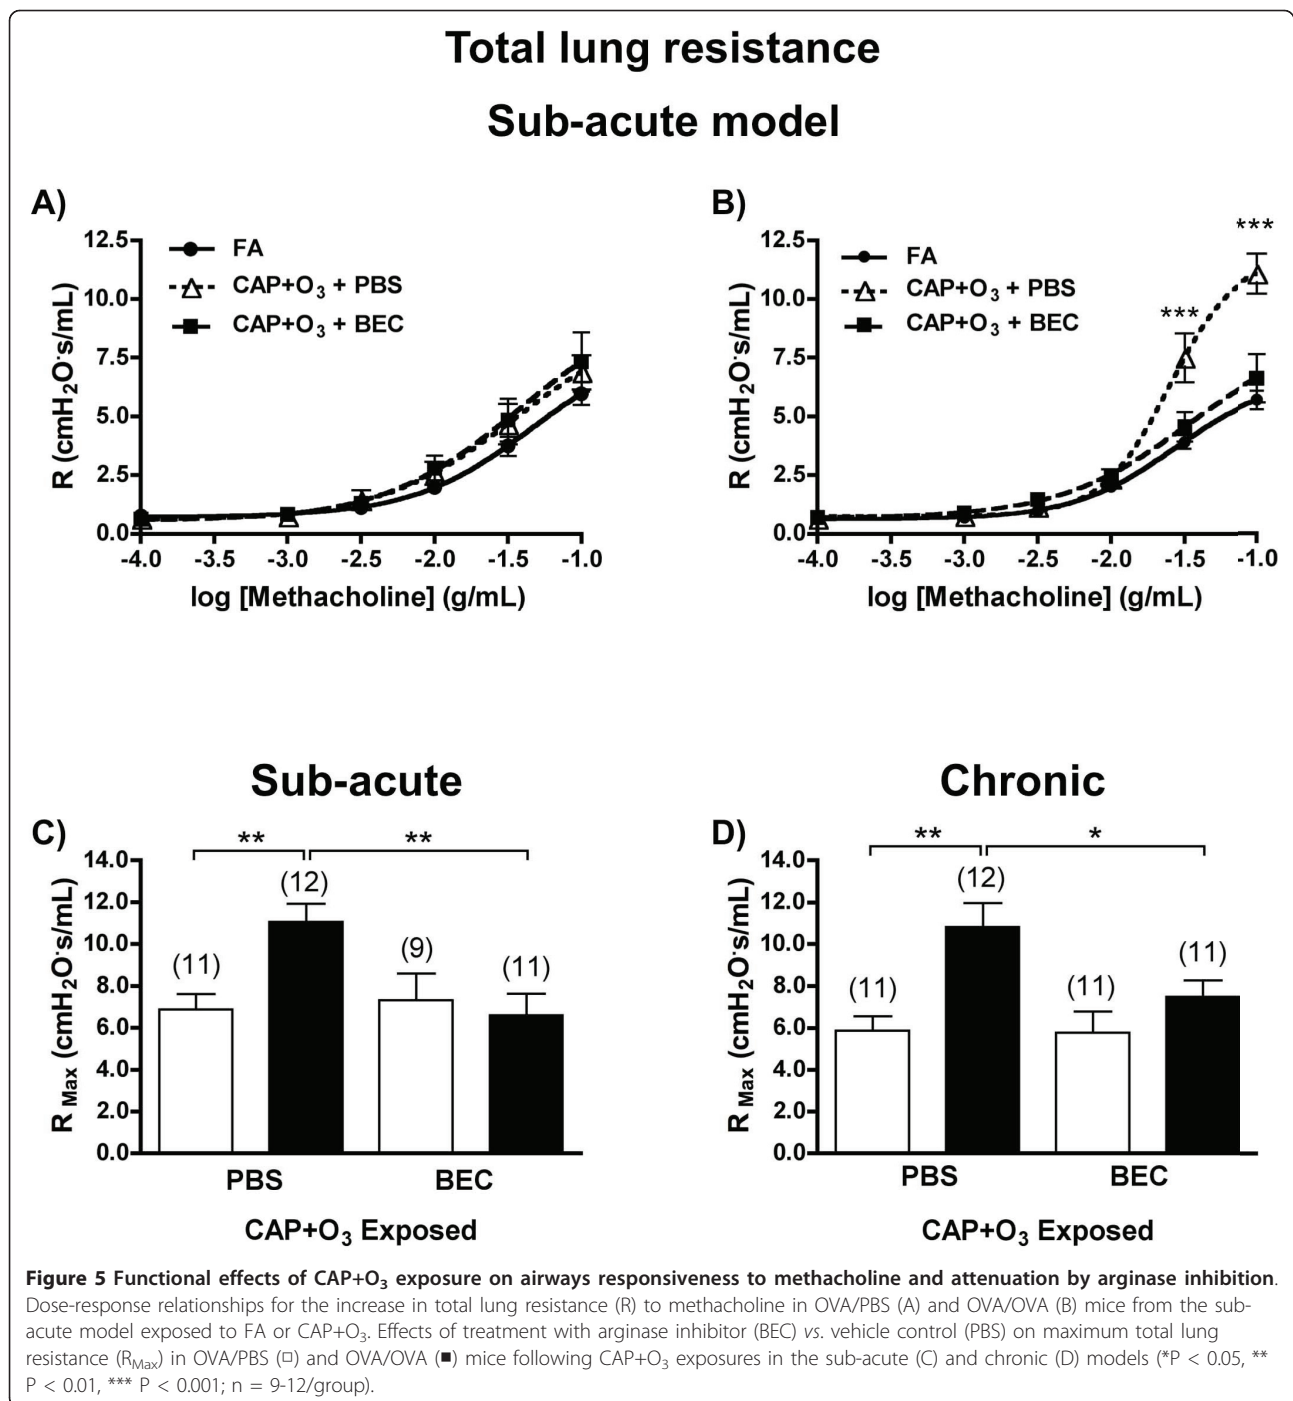 Total lung resistance
Sub-acute model
A)
12.5
10.0
7.5
5.0
2.5
0.0
R (cmH₂O·s/mL)
FA
CAP+O₃ + PBS
CAP+O₃ + BEC
-4.0 -3.5 -3.0 -2.5 -2.0 -1.5 -1.0
log [Methacholine] (g/mL)
B)
12.5
10.0
7.5
5.0
2.5
0.0
R (cmH₂O·s/mL)
FA
CAP+O₃ + PBS
CAP+O₃ + BEC
***
***
-4.0 -3.5 -3.0 -2.5 -2.0 -1.5 -1.0
log [Methacholine] (g/mL)
Sub-acute
C)
** **
14.0
12.0
10.0
8.0
6.0
4.0
2.0
0.0
R Max (cmH₂O·s/mL)
(11) (12) (9) (11)
PBS BEC
CAP+O₃ Exposed
Chronic
D)
** *
14.0
12.0
10.0
8.0
6.0
4.0
2.0
0.0
R Max (cmH₂O·s/mL)
(11) (12) (11) (11)
PBS BEC
CAP+O₃ Exposed
Figure 5 Functional effects of CAP+O₃ exposure on airways responsiveness to methacholine and attenuation by arginase inhibition.
Dose-response relationships for the increase in total lung resistance (R) to methacholine in OVA/PBS (A) and OVA/OVA (B) mice from the sub-
acute model exposed to FA or CAP+O₃. Effects of treatment with arginase inhibitor (BEC) vs. vehicle control (PBS) on maximum total lung
resistance (R_Max) in OVA/PBS (□) and OVA/OVA (■) mice following CAP+O₃ exposures in the sub-acute (C) and chronic (D) models (*P < 0.05, **
P < 0.01, *** P < 0.001; n = 9-12/group).